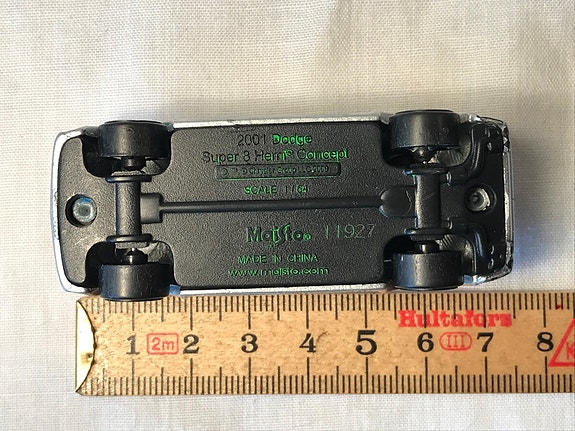 2001 Dodge
Super 8 Hemi® Concept
SCALE 1/64
Maisto® 11927
MADE IN CHINA
www.maisto.com
Hultafors
1 2m 2 3 4 5 6 III 7 8